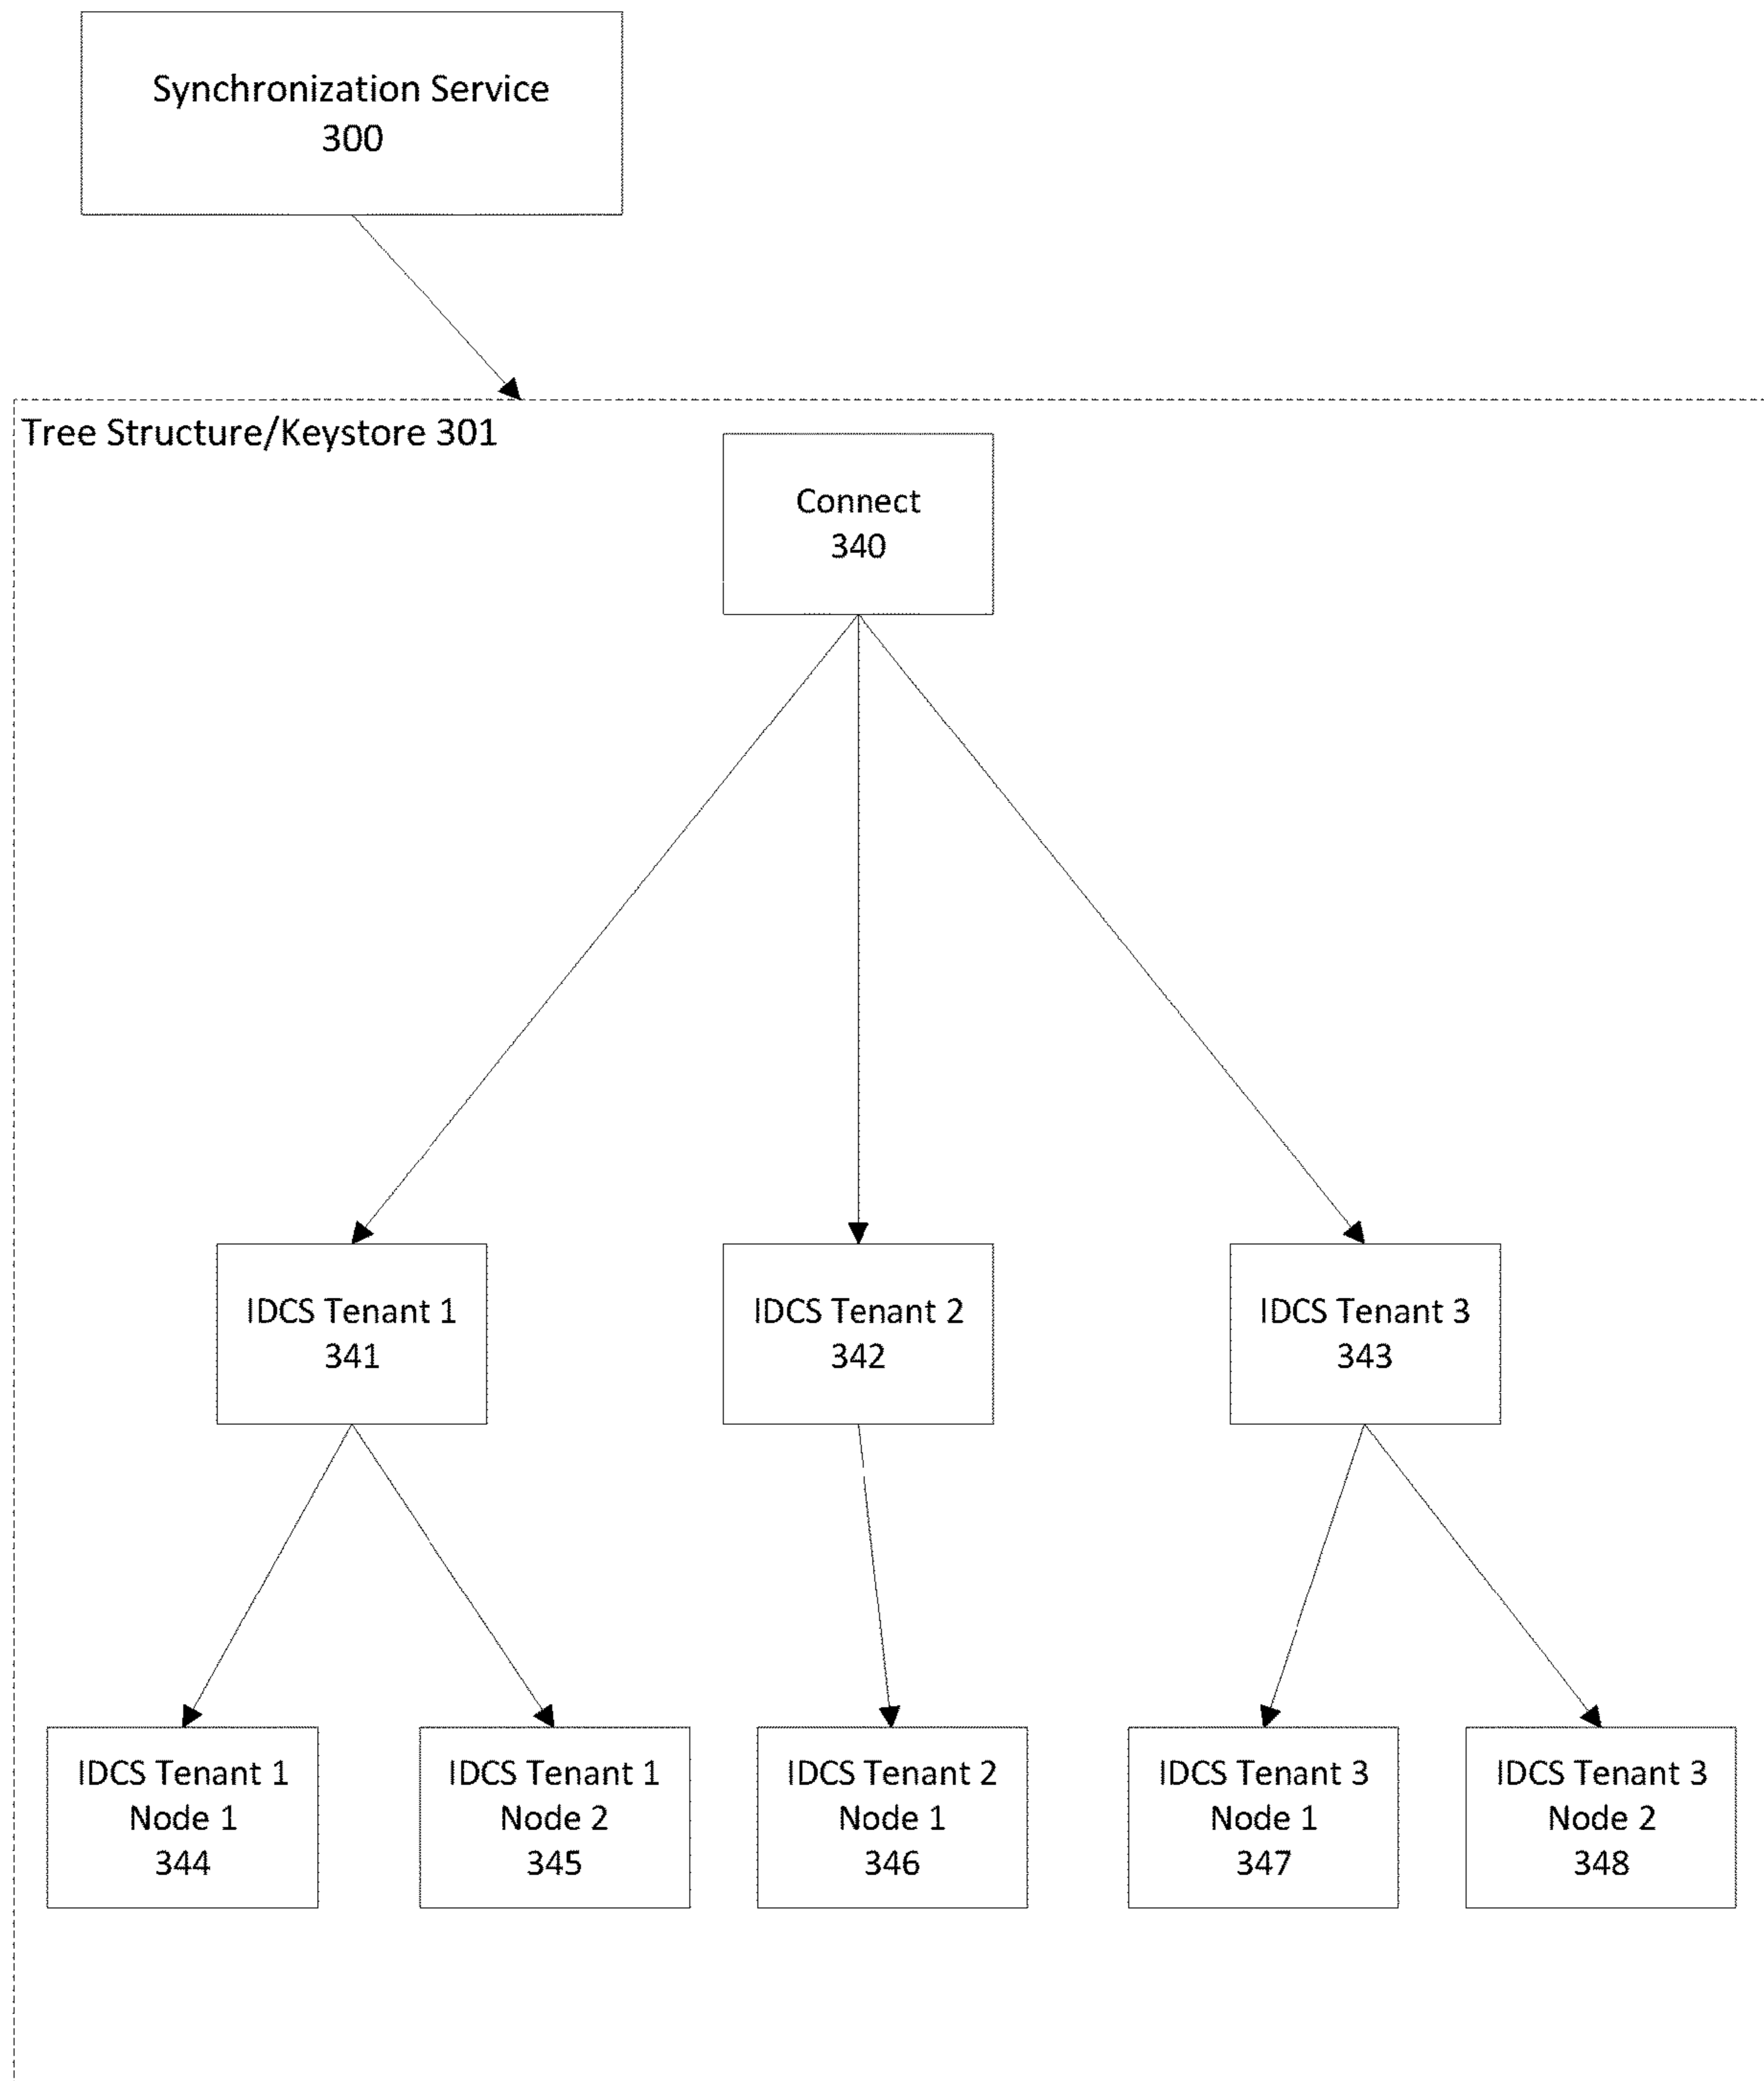 Synchronization Service
300
Tree Structure/Keystore 301
Connect
340
IDCS Tenant 1
341
IDCS Tenant 2
342
IDCS Tenant 3
343
IDCS Tenant 1
Node 1
344
IDCS Tenant 1
Node 2
345
IDCS Tenant 2
Node 1
346
IDCS Tenant 3
Node 1
347
IDCS Tenant 3
Node 2
348